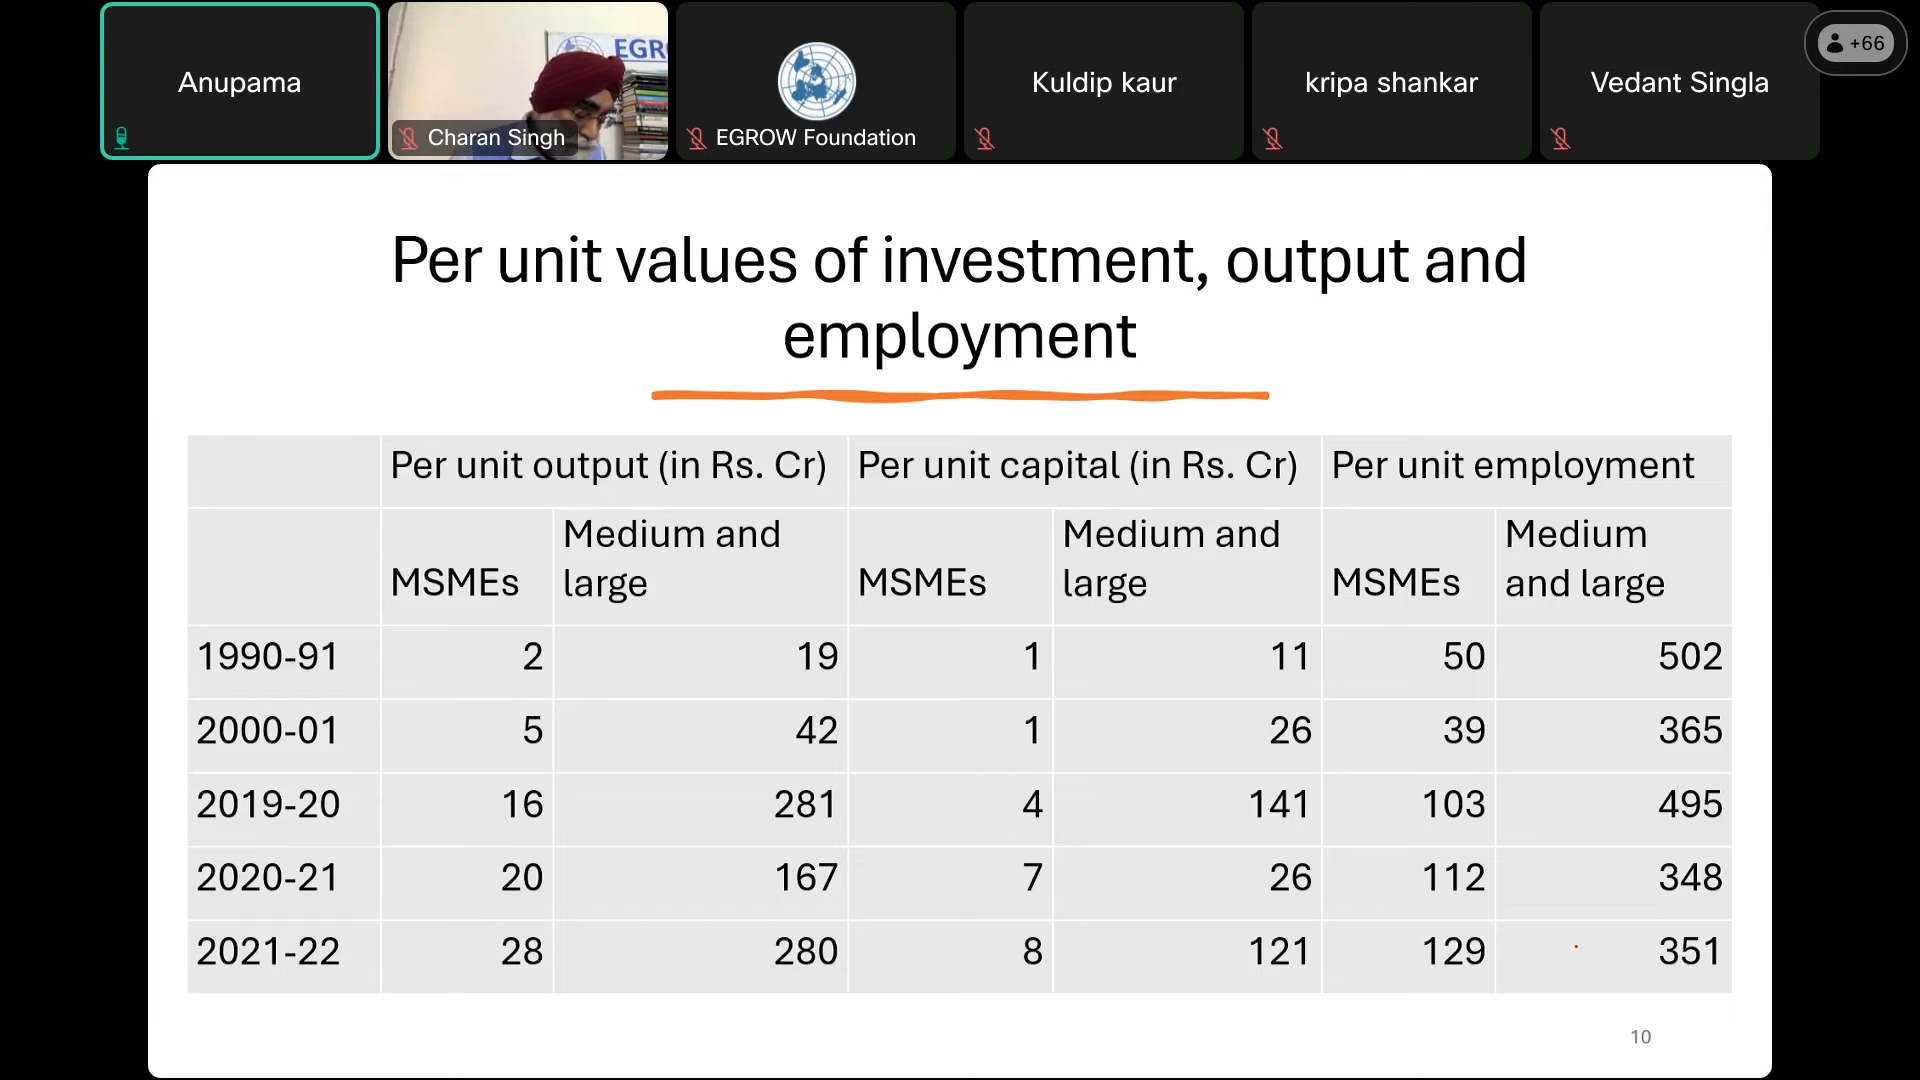 Anupama
EGRO
Charan Singh
EGROW Foundation
Kuldip kaur
kripa shankar
Vedant Singla
+66
Per unit values of investment, output and
employment
Per unit output (in Rs. Cr) Per unit capital (in Rs. Cr) Per unit employment
MSMEs Medium and large MSMEs Medium and large MSMEs Medium and large
1990-91 2 19 1 11 50 502
2000-01 5 42 1 26 39 365
2019-20 16 281 4 141 103 495
2020-21 20 167 7 26 112 348
2021-22 28 280 8 121 129 351
10